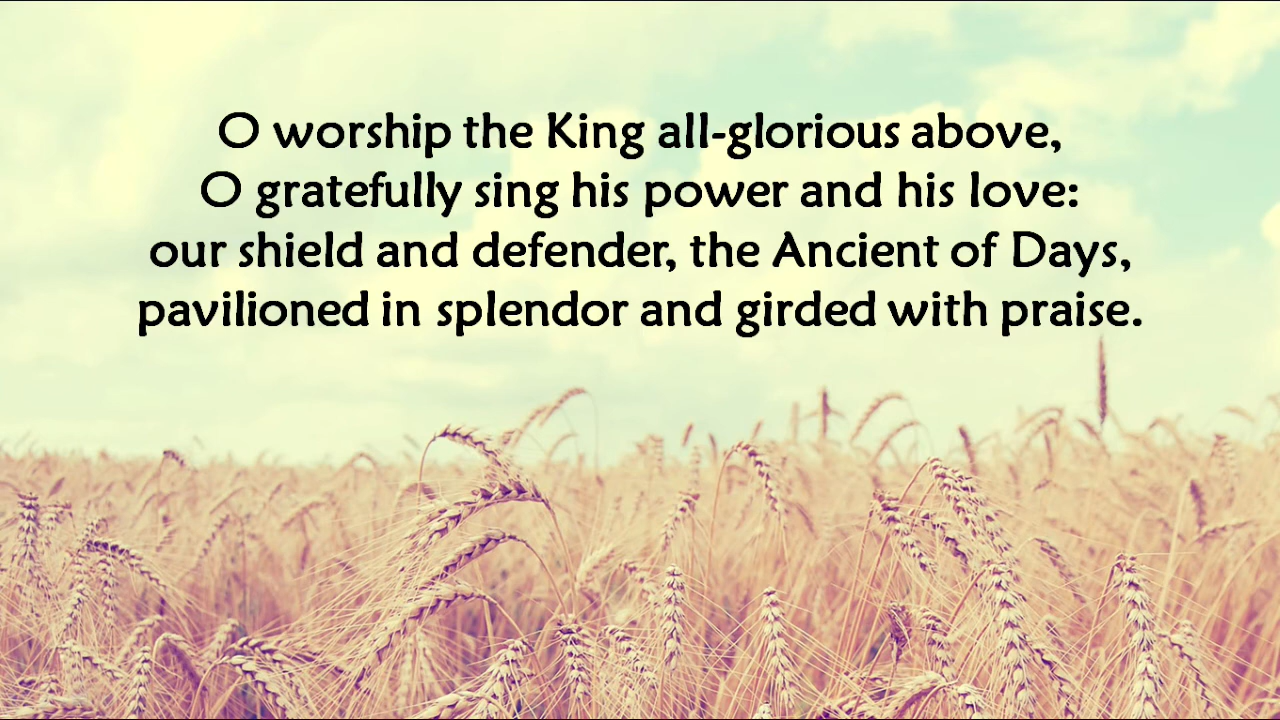 O worship the King all-glorious above,
O gratefully sing his power and his love:
our shield and defender, the Ancient of Days,
pavilioned in splendor and girded with praise.